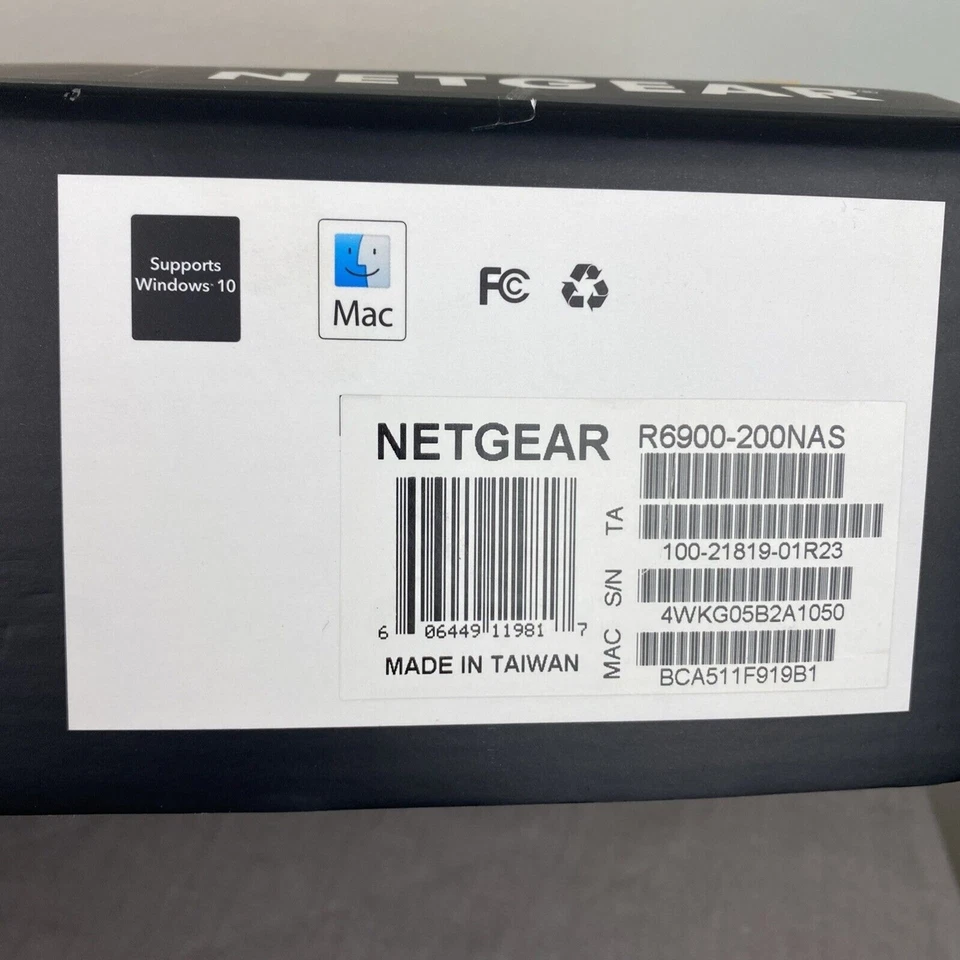 NETGEAR
Supports
Windows 10
Mac
FC
NETGEAR
R6900-200NAS
TA
100-21819-01R23
S/N
4WKG05B2A1050
MAC
BCA511F919B1
6 06449 11981 7
MADE IN TAIWAN